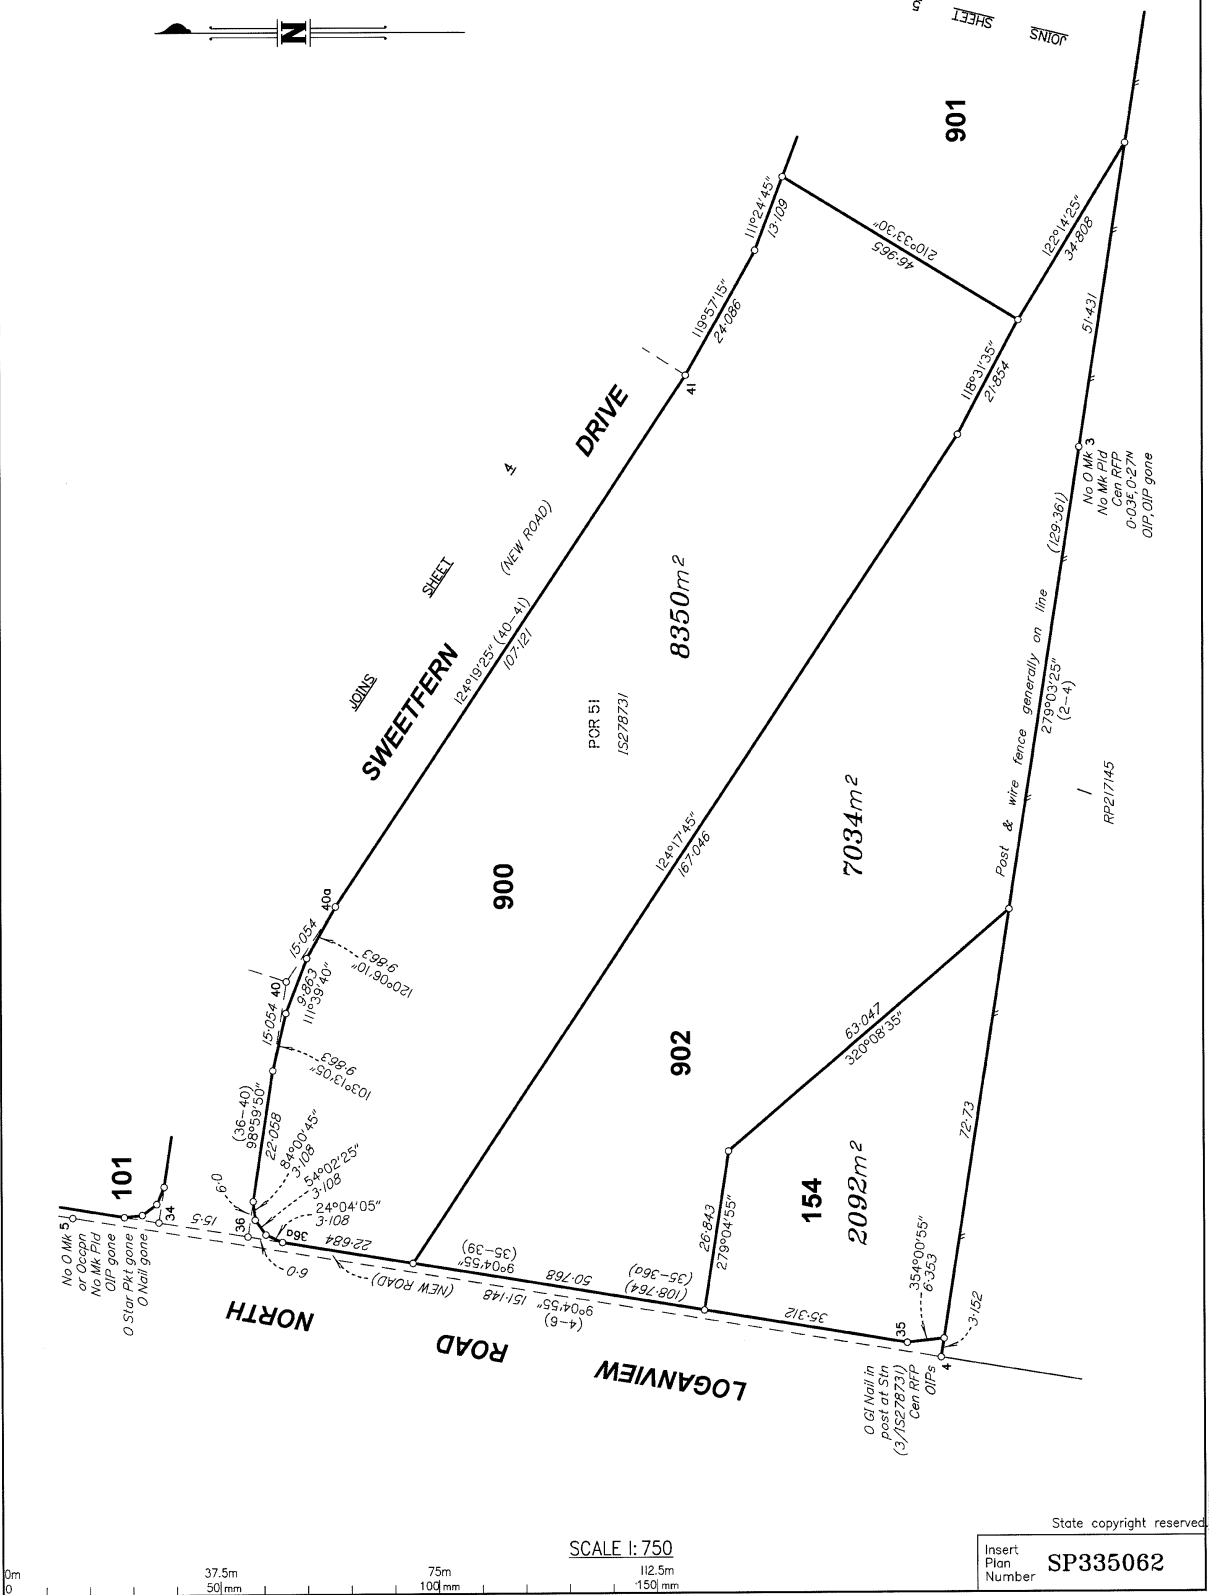 N
JOINS SHEET 5
901
111°24'45"
13·109
210°33'30"
46·965
122°14'25"
34·808
119°57'15"
24·086
118°31'35"
21·854
51·431
41
DRIVE
4
SHEET
(NEW ROAD)
JOINS
SWEETFERN
124°19'25" (40-41)
107·121
8350m²
POR 51
IS278731
No O Mk 3
No Mk Pld
Cen RFP
0·03E,0·27N
OIP,OIP gone
(129·361)
Post & wire fence generally on line
279°03'25"
(2-4)
1
RP217145
7034m²
124°17'45"
167·046
900
40a
15·054
9·863
120°06'10"
40
9·863
111°39'40"
15·054
9·863
103°13'05"
(36-40)
98°59'50"
22·058
84°00'45"
3·108
54°02'25"
3·108
24°04'05"
3·108
902
63·047
320°08'35"
72·73
101
5
No O Mk
or Occpn
No Mk Pld
OIP gone
O Star Pkt gone
O Nail gone
34
15·5
6·0
36
36a
6·0
22·684
(NEW ROAD)
9°04'55"
(35-39)
50·768
151·148
9°04'55"
(4-6)
(108·764)
(35-36a)
26·843
279°04'55"
154
2092m²
35·312
354°00'55"
6·353
35
3·152
4
NORTH
ROAD
LOGANVIEW
O GI Nail in
post at Stn
(3/IS278731)
Cen RFP
OIPs
State copyright reserved
SCALE 1:750
0m 37.5m 75m 112.5m
0 50 mm 100 mm 150 mm
Insert
Plan
Number
SP335062